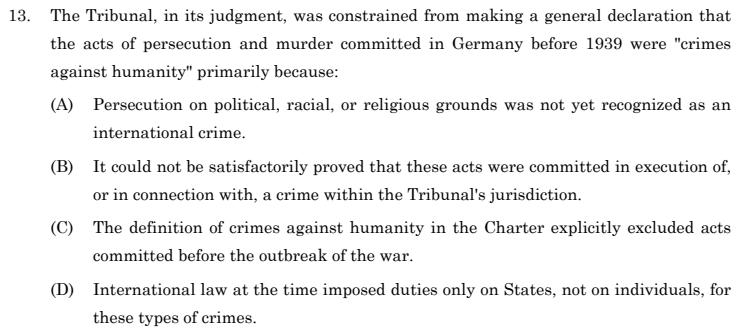 13. The Tribunal, in its judgment, was constrained from making a general declaration that
the acts of persecution and murder committed in Germany before 1939 were "crimes
against humanity" primarily because:
(A) Persecution on political, racial, or religious grounds was not yet recognized as an
international crime.
(B) It could not be satisfactorily proved that these acts were committed in execution of,
or in connection with, a crime within the Tribunal's jurisdiction.
(C) The definition of crimes against humanity in the Charter explicitly excluded acts
committed before the outbreak of the war.
(D) International law at the time imposed duties only on States, not on individuals, for
these types of crimes.